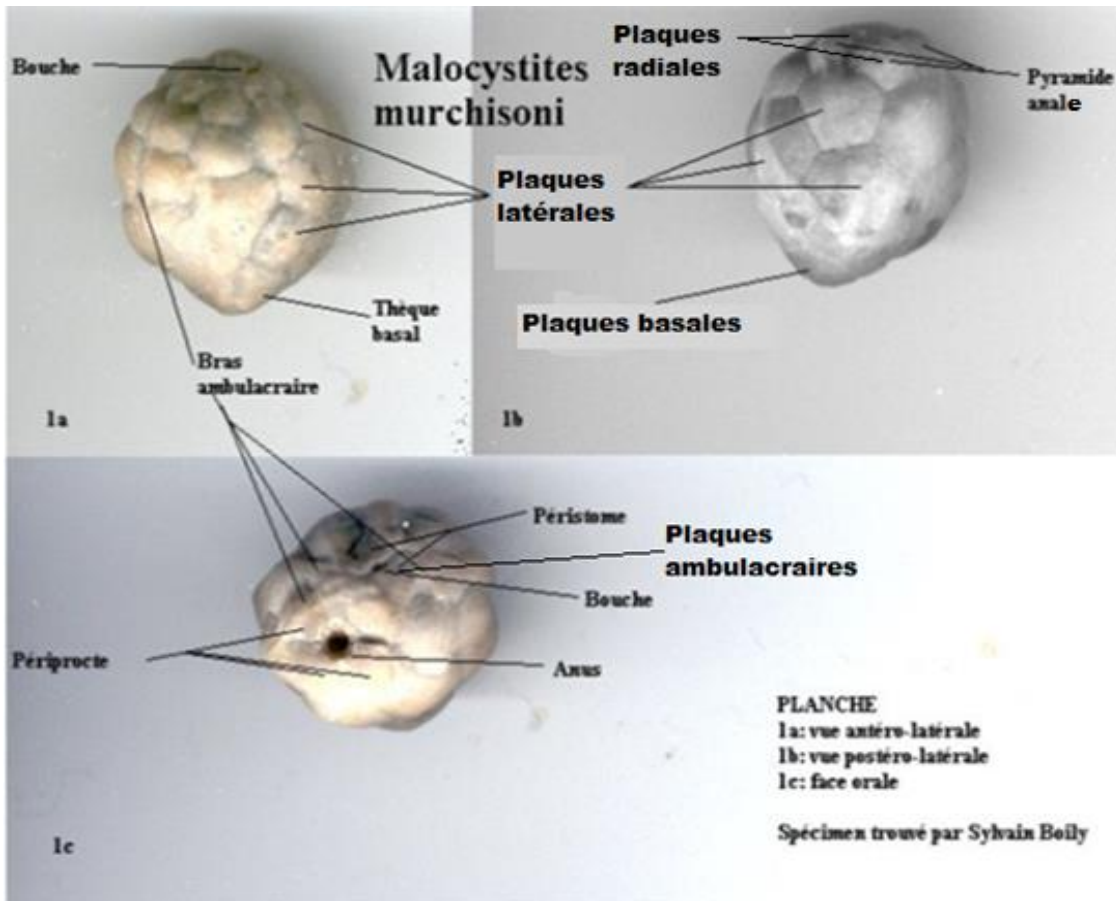 Bouche
Malocystites
murchisoni
Plaques
radiales
Pyramide
anale
Plaques
latérales
Thèque
basal
Plaques basales
Bras
ambulacraire
1a
1b
Péristome
Plaques
ambulacraires
Bouche
Périprocte
Anus
PLANCHE
1a: vue antéro-latérale
1b: vue postéro-latérale
1c: face orale
Spécimen trouvé par Sylvain Boily
1c